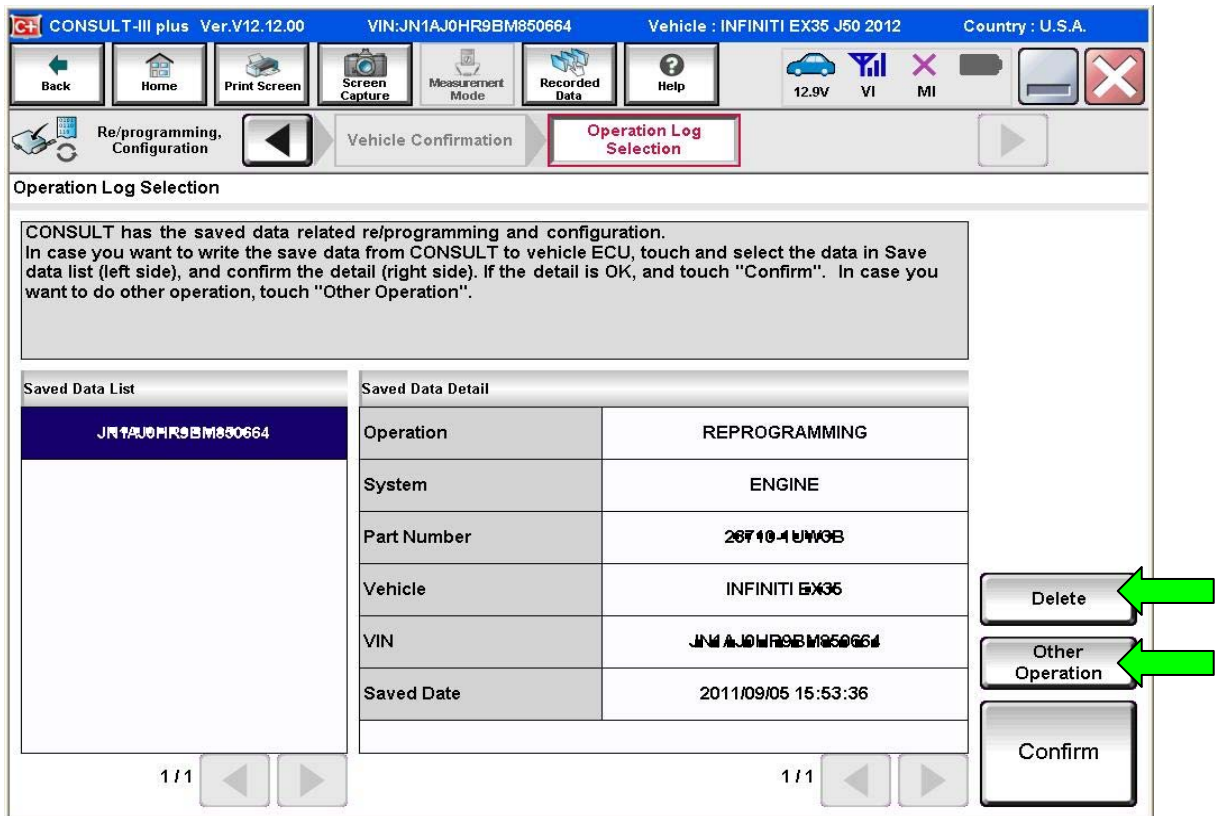 CONSULT-III plus Ver.V12.12.00 VIN:JN1AJ0HR9BM850664 Vehicle : INFINITI EX35 J50 2012 Country : U.S.A.
Back Home Print Screen Screen Capture Measurement Mode Recorded Data Help 12.9V VI MI
Re/programming, Configuration Vehicle Confirmation Operation Log Selection
Operation Log Selection
CONSULT has the saved data related re/programming and configuration.
In case you want to write the save data from CONSULT to vehicle ECU, touch and select the data in Save
data list (left side), and confirm the detail (right side). If the detail is OK, and touch "Confirm". In case you
want to do other operation, touch "Other Operation".
Saved Data List Saved Data Detail
JN1AJ0HR9BM850664 Operation REPROGRAMMING
System ENGINE
Part Number
Vehicle INFINITI EX35
Delete
VIN JN1AJ0HR9BM850664
Other
Operation
Saved Date 2011/09/05 15:53:36
Confirm
1/1 1/1